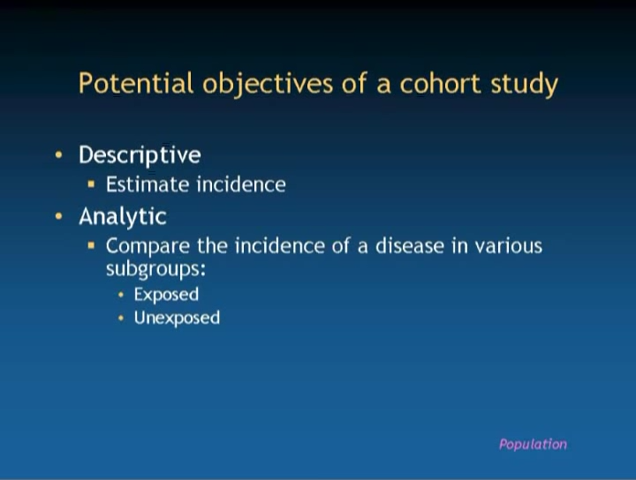 Potential objectives of a cohort study
• Descriptive
▪ Estimate incidence
• Analytic
▪ Compare the incidence of a disease in various
subgroups:
• Exposed
• Unexposed
Population